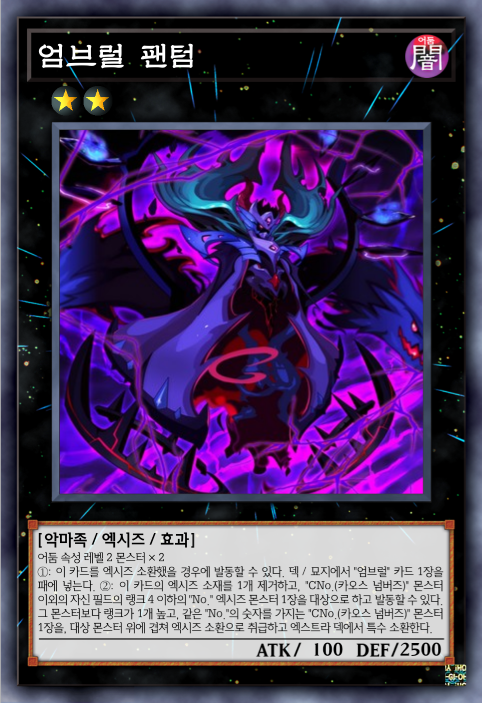 엄브럴 팬텀
어둠
闇
[악마족 / 엑시즈 / 효과]
어둠 속성 레벨 2 몬스터 × 2
①: 이 카드를 엑시즈 소환했을 경우에 발동할 수 있다. 덱 / 묘지에서 "엄브럴" 카드 1장을
패에 넣는다. ②: 이 카드의 엑시즈 소재를 1개 제거하고, "CNo.(카오스 넘버즈)" 몬스터
이외의 자신 필드의 랭크 4 이하의 "No." 엑시즈 몬스터 1장을 대상으로 하고 발동할 수 있다.
그 몬스터보다 랭크가 1개 높고, 같은 "No."의 숫자를 가지는 "CNo.(카오스 넘버즈)" 몬스터
1장을, 대상 몬스터 위에 겹쳐 엑시즈 소환으로 취급하고 엑스트라 덱에서 특수 소환한다.
ATK/ 100 DEF/2500